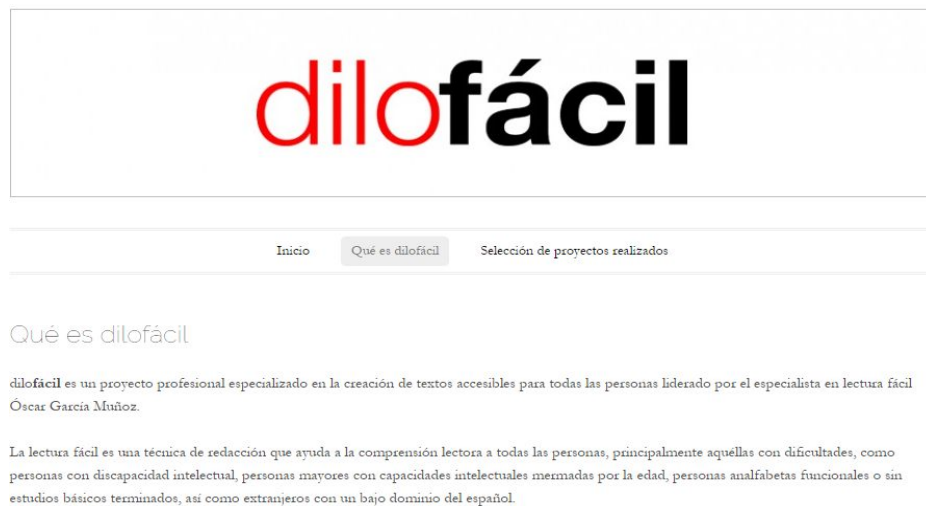 dilofácil
Inicio Qué es dilofácil Selección de proyectos realizados
Qué es dilofácil
dilofácil es un proyecto profesional especializado en la creación de textos accesibles para todas las personas liderado por el especialista en lectura fácil
Óscar García Muñoz.
La lectura fácil es una técnica de redacción que ayuda a la comprensión lectora a todas las personas, principalmente aquéllas con dificultades, como
personas con discapacidad intelectual, personas mayores con capacidades intelectuales mermadas por la edad, personas analfabetas funcionales o sin
estudios básicos terminados, así como extranjeros con un bajo dominio del español.